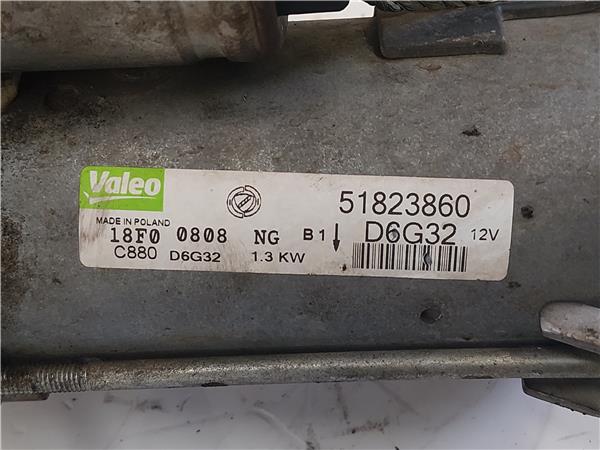 Valeo
51823860
MADE IN POLAND
18F0 0808 NG B1↓ D6G32 12V
C880 D6G32 1.3 KW